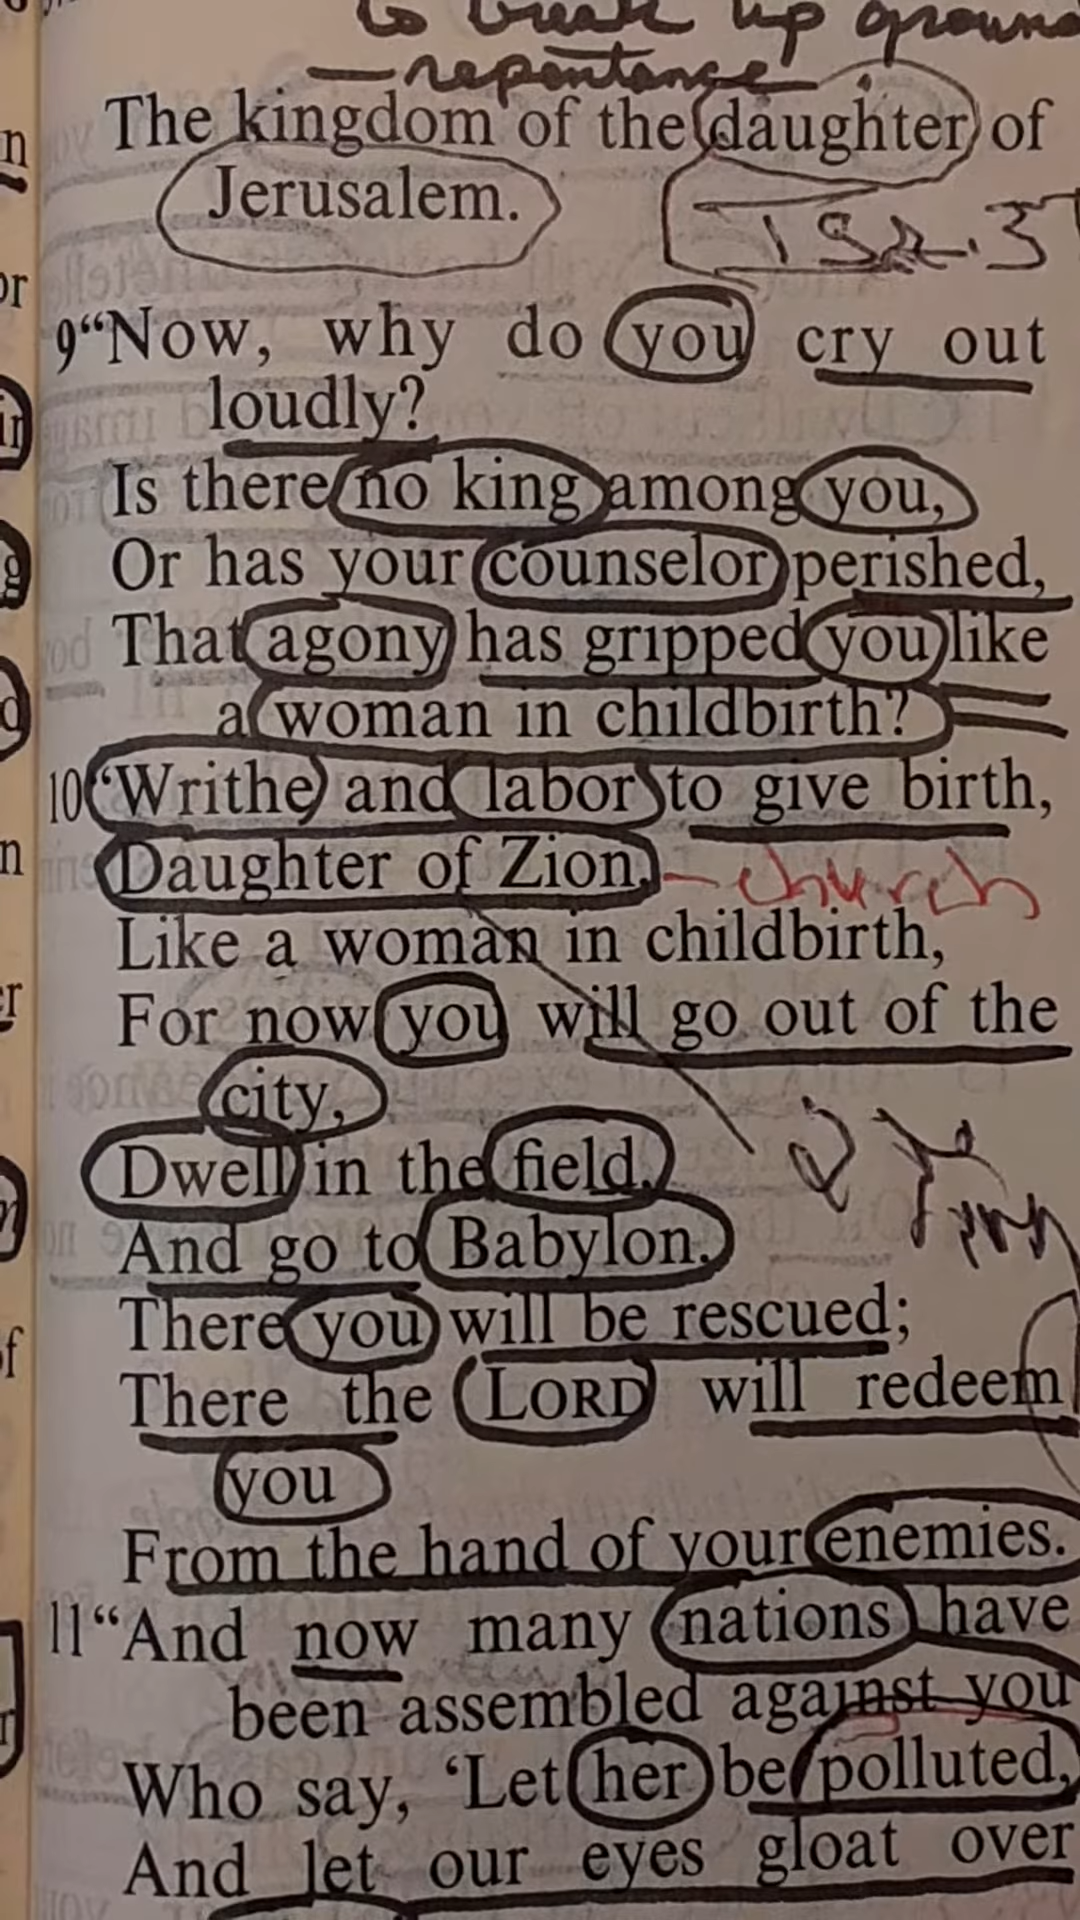 to break up ground
—repentance
The kingdom of the daughter of
Jerusalem.
9“Now, why do you cry out
loudly?
Is there no king among you,
Or has your counselor perished,
That agony has gripped you like
a woman in childbirth?
10“Writhe and labor to give birth,
Daughter of Zion, – church
Like a woman in childbirth,
For now you will go out of the
city,
Dwell in the field,
And go to Babylon.
There you will be rescued;
There the LORD will redeem
you
From the hand of your enemies.
11“And now many nations have
been assembled against you
Who say, ‘Let her be polluted,
And let our eyes gloat over